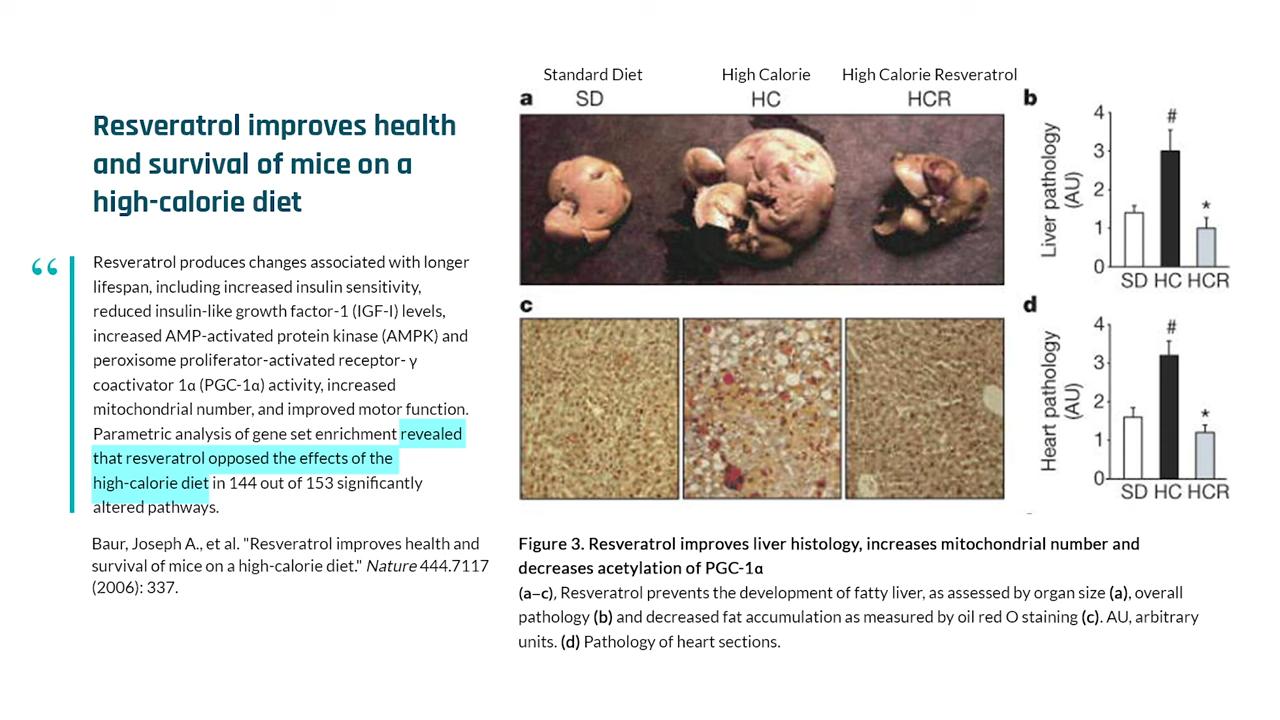 Resveratrol improves health
and survival of mice on a
high-calorie diet
“
Resveratrol produces changes associated with longer
lifespan, including increased insulin sensitivity,
reduced insulin-like growth factor-1 (IGF-I) levels,
increased AMP-activated protein kinase (AMPK) and
peroxisome proliferator-activated receptor- γ
coactivator 1α (PGC-1α) activity, increased
mitochondrial number, and improved motor function.
Parametric analysis of gene set enrichment revealed
that resveratrol opposed the effects of the
high-calorie diet in 144 out of 153 significantly
altered pathways.
Baur, Joseph A., et al. "Resveratrol improves health and
survival of mice on a high-calorie diet." Nature 444.7117
(2006): 337.
Standard Diet High Calorie High Calorie Resveratrol
a SD HC HCR
b
Liver pathology
(AU)
4
3
2
1
0
#
*
SD HC HCR
c
d
Heart pathology
(AU)
4
3
2
1
0
#
*
SD HC HCR
Figure 3. Resveratrol improves liver histology, increases mitochondrial number and
decreases acetylation of PGC-1α
(a–c), Resveratrol prevents the development of fatty liver, as assessed by organ size (a), overall
pathology (b) and decreased fat accumulation as measured by oil red O staining (c). AU, arbitrary
units. (d) Pathology of heart sections.